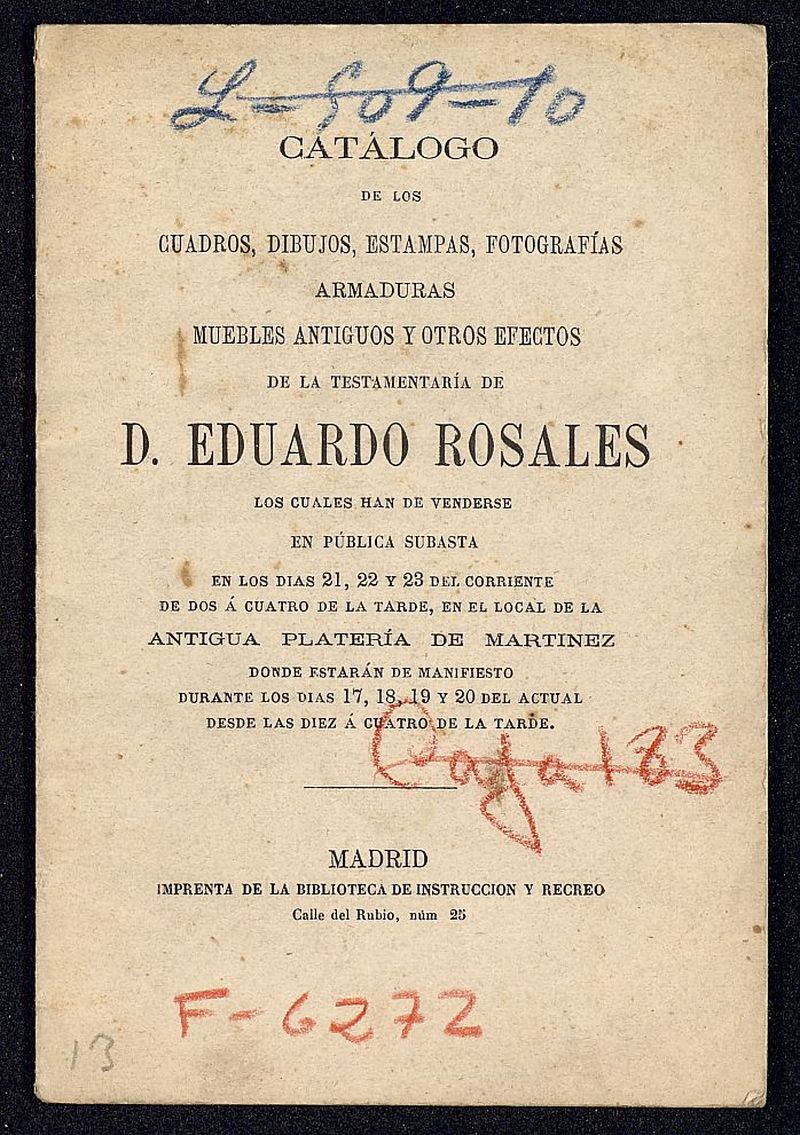 L-509-10
CATÁLOGO
DE LOS
CUADROS, DIBUJOS, ESTAMPAS, FOTOGRAFÍAS
ARMADURAS
MUEBLES ANTIGUOS Y OTROS EFECTOS
DE LA TESTAMENTARÍA DE
D. EDUARDO ROSALES
LOS CUALES HAN DE VENDERSE
EN PÚBLICA SUBASTA
EN LOS DIAS 21, 22 Y 23 DEL CORRIENTE
DE DOS Á CUATRO DE LA TARDE, EN EL LOCAL DE LA
ANTIGUA PLATERÍA DE MARTINEZ
DONDE ESTARÁN DE MANIFIESTO
DURANTE LOS DIAS 17, 18, 19 Y 20 DEL ACTUAL
DESDE LAS DIEZ Á CUATRO DE LA TARDE.
Caja 183
MADRID
IMPRENTA DE LA BIBLIOTECA DE INSTRUCCION Y RECREO
Calle del Rubio, núm 25
F-6272
13